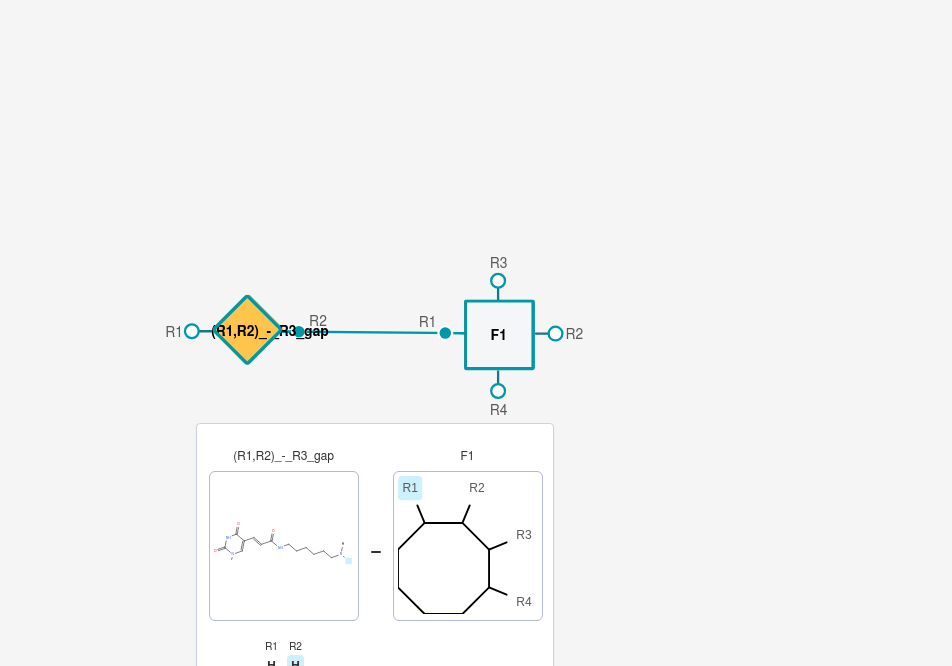 R3
R1 (R1,R2)_-_R3_gap R2 R1 F1 R2
R4
(R1,R2)_-_R3_gap F1
R1 R2
R3
R4
R1 R2
H H